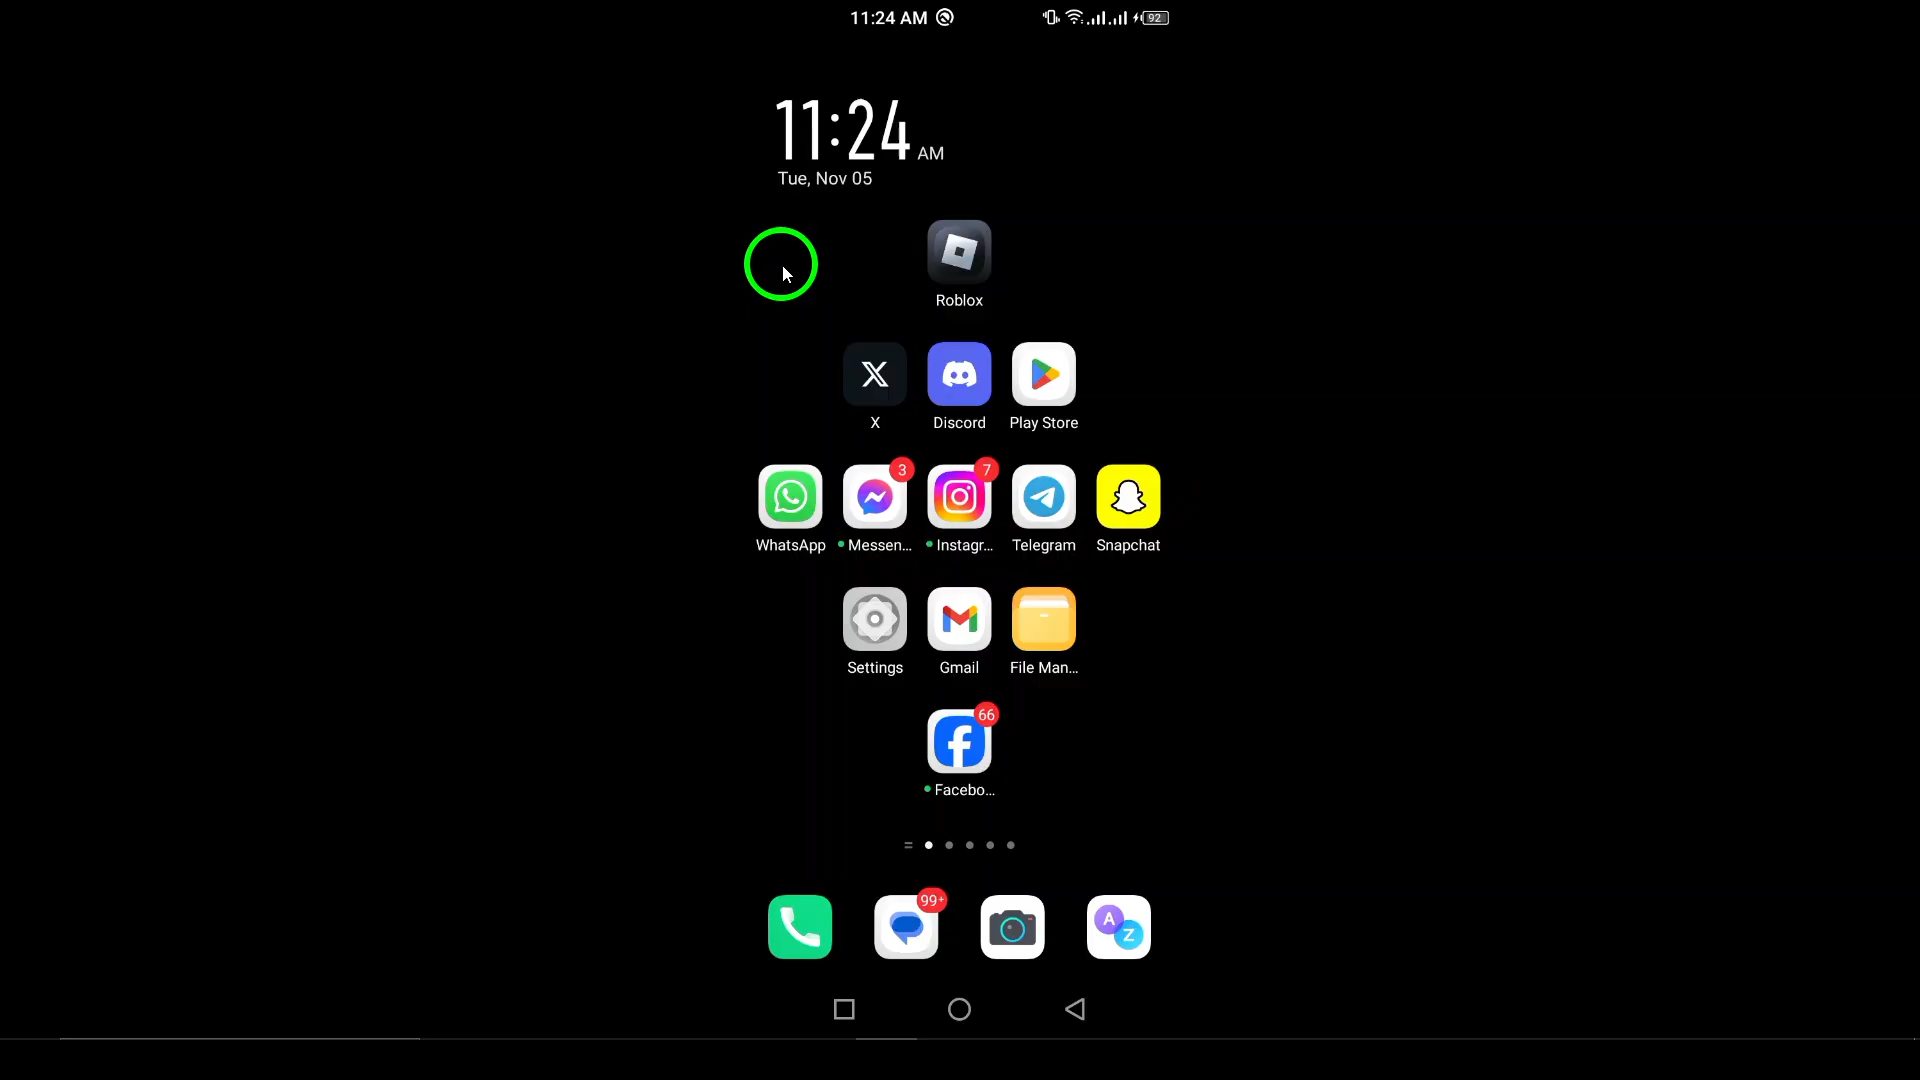 11:24 AM
92
11:24 AM
Tue, Nov 05
Roblox
X
Discord
Play Store
3
7
WhatsApp
Messen...
Instagr...
Telegram
Snapchat
Settings
Gmail
File Man...
66
Facebo...
99+
A
Z